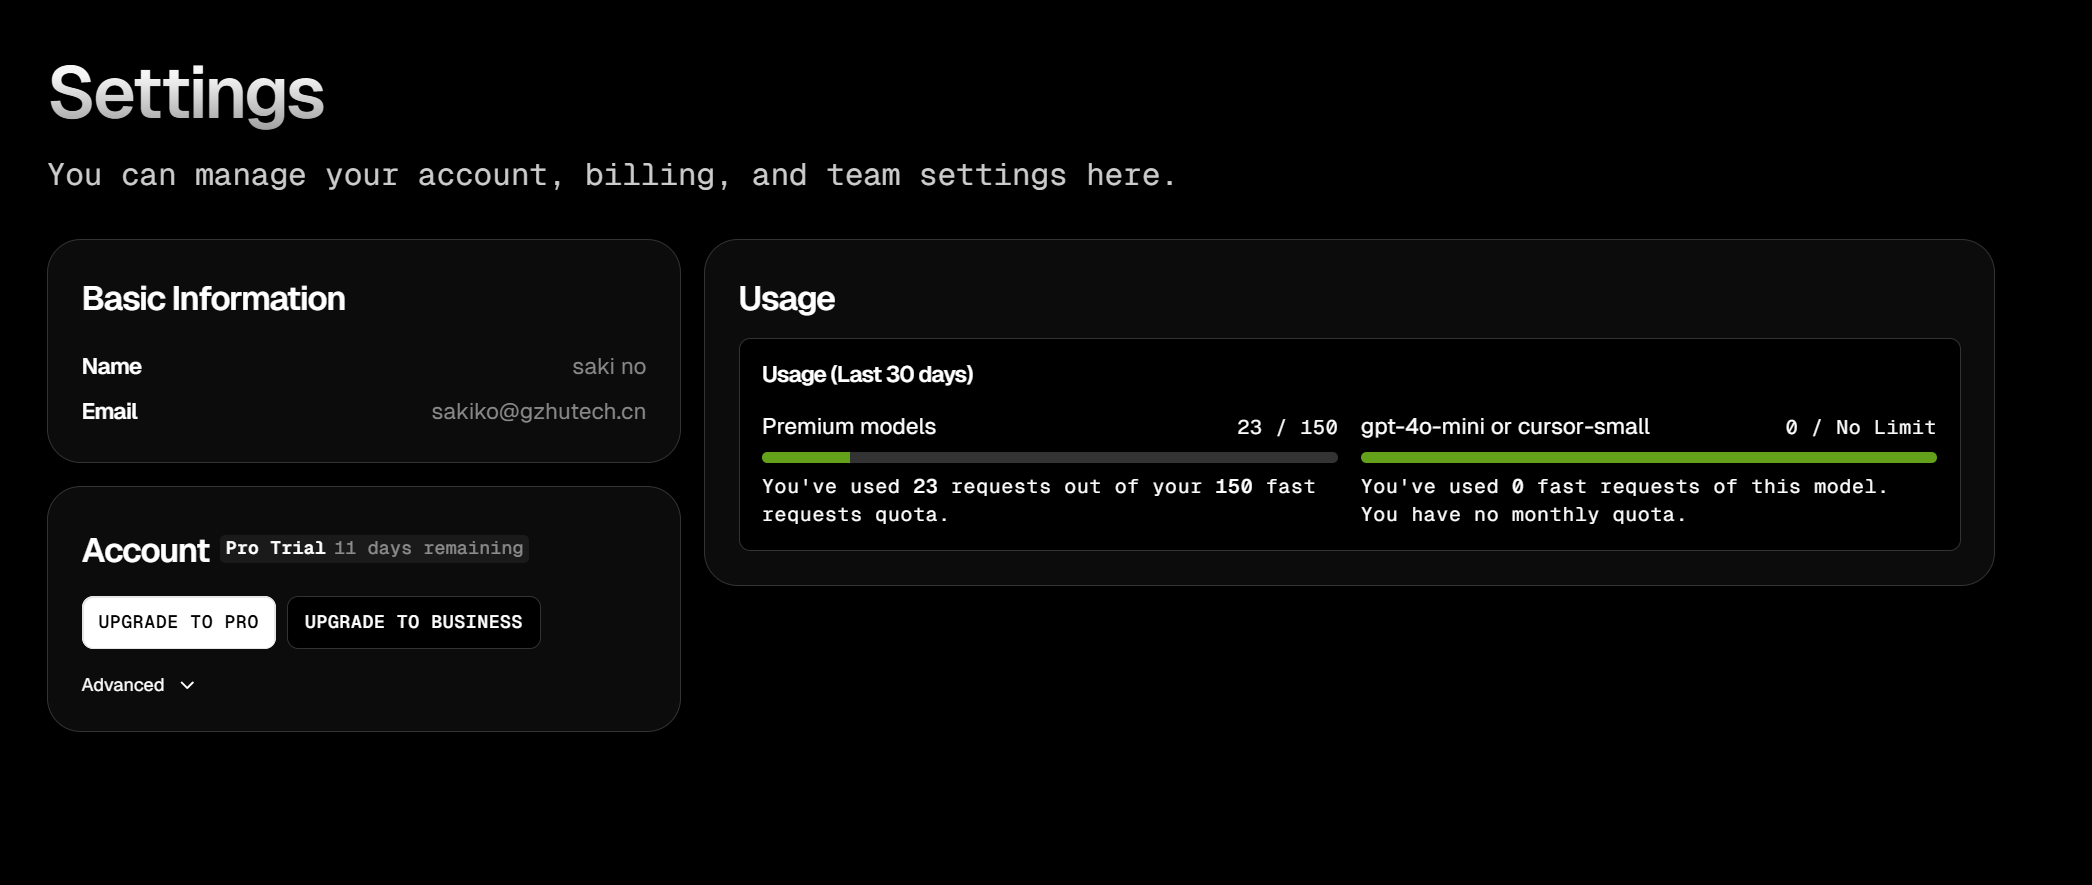 Settings
You can manage your account, billing, and team settings here.
Basic Information
Name saki no
Email sakiko@gzhutech.cn
Account Pro Trial 11 days remaining
UPGRADE TO PRO UPGRADE TO BUSINESS
Advanced
Usage
Usage (Last 30 days)
Premium models 23 / 150
You've used 23 requests out of your 150 fast
requests quota.
gpt-4o-mini or cursor-small 0 / No Limit
You've used 0 fast requests of this model.
You have no monthly quota.